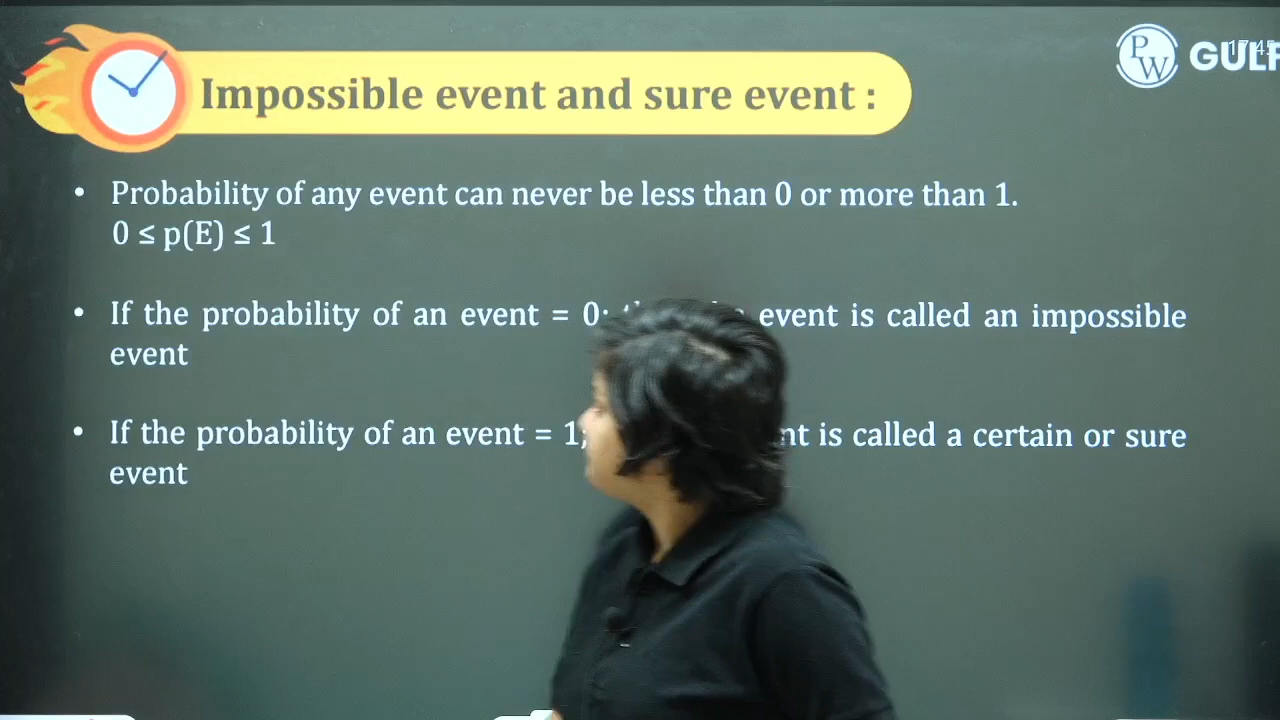 Impossible event and sure event :
PW GULF
17:45
• Probability of any event can never be less than 0 or more than 1.
0 ≤ p(E) ≤ 1
• If the probability of an event = 0; event is called an impossible
event
• If the probability of an event = 1; is called a certain or sure
event